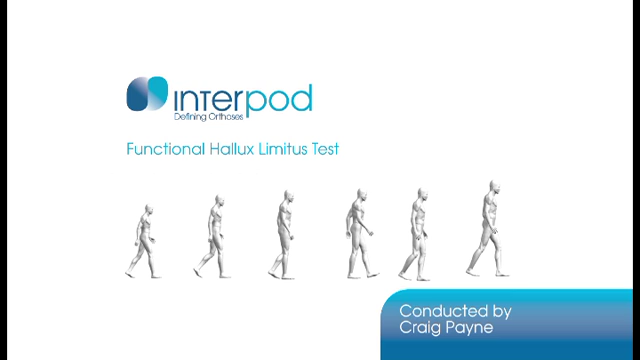 interpod
Defining Orthoses
Functional Hallux Limitus Test
Conducted by
Craig Payne